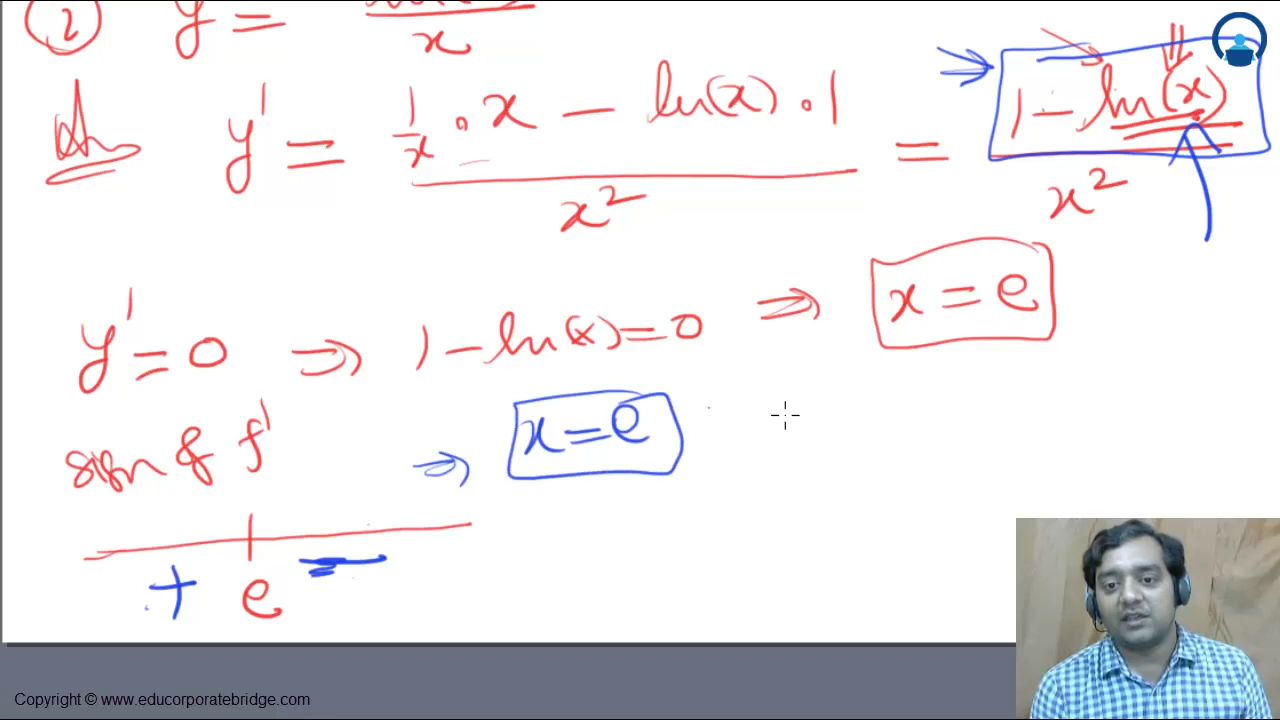 ② y = ln(x)/x
Ans y' = (1/x · x − ln(x) · 1)/x² = (1 − ln(x))/x²
y' = 0 ⇒ 1 − ln(x) = 0 ⇒ x = e
sign of f' ⇒ x = e
+ e −
Copyright © www.educorporatebridge.com